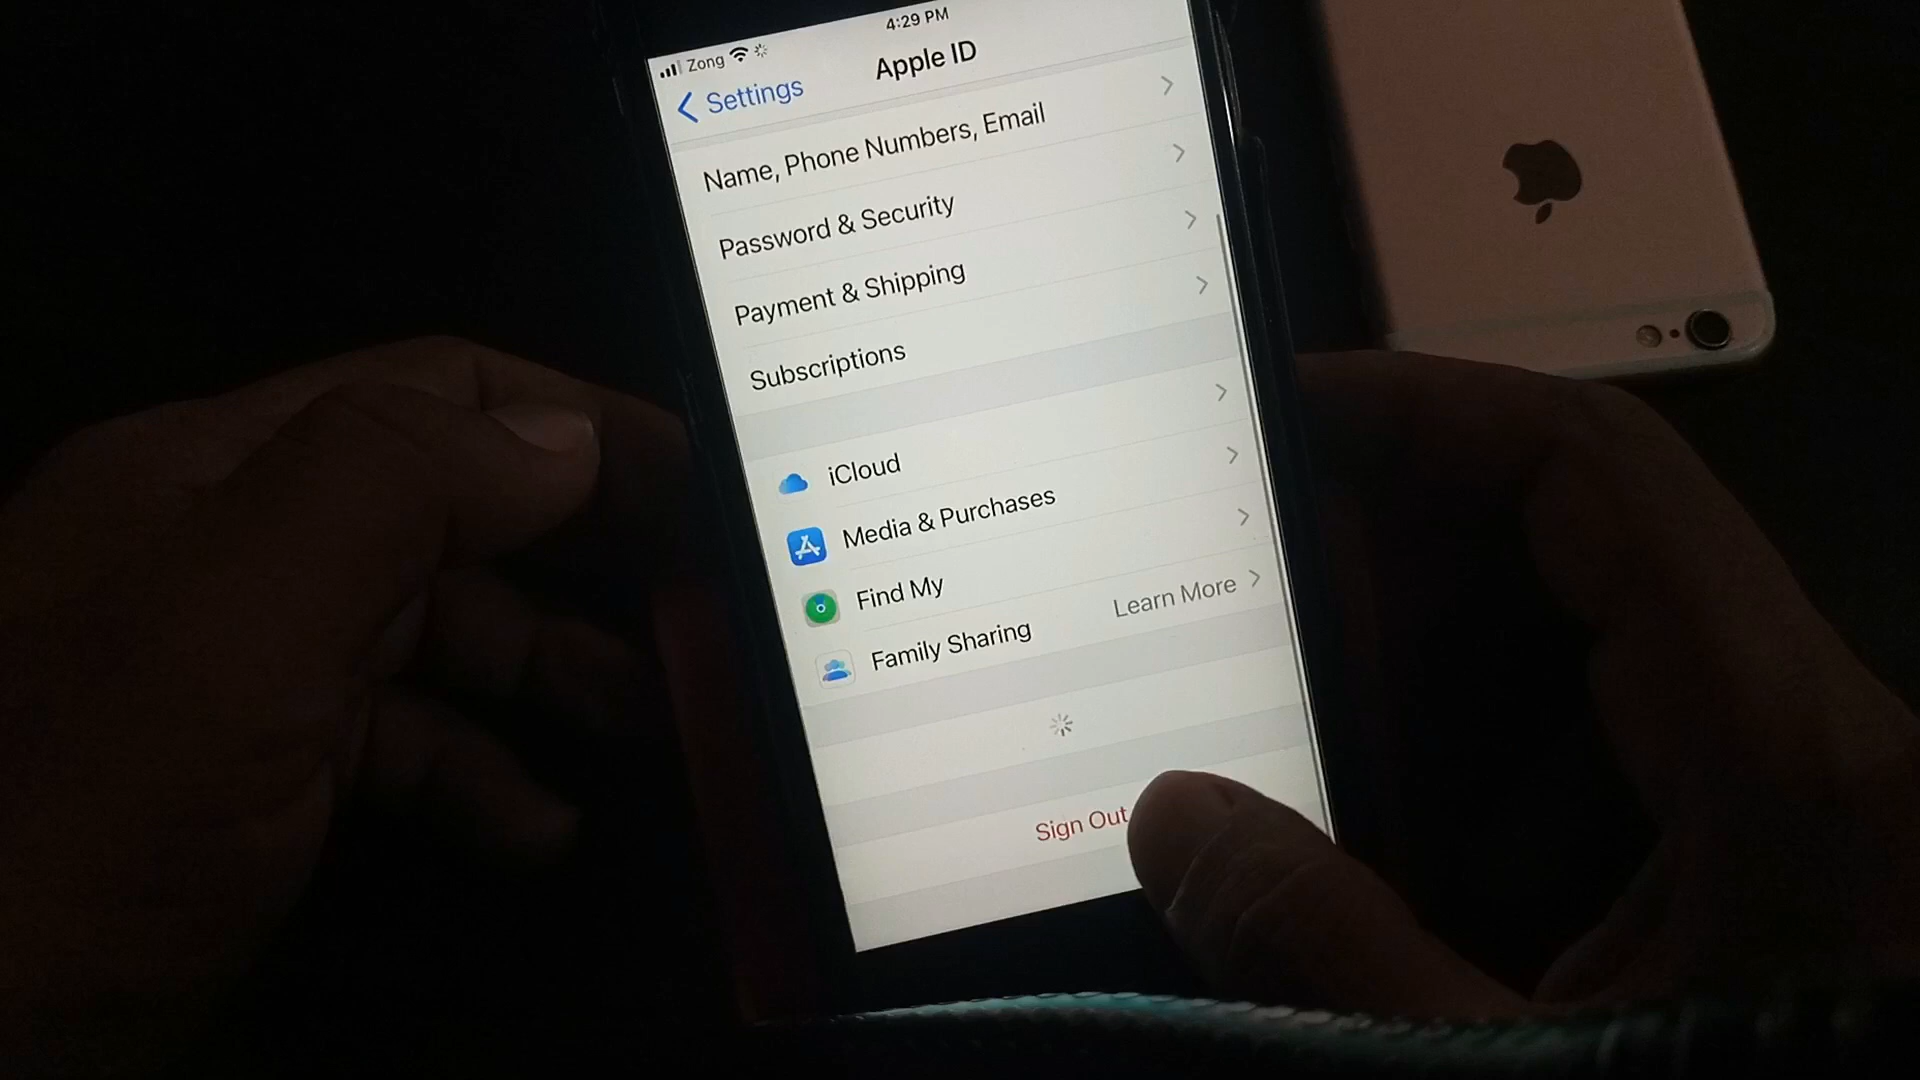 4:29 PM
Zong
Settings
Apple ID
Name, Phone Numbers, Email
Password & Security
Payment & Shipping
Subscriptions
iCloud
Media & Purchases
Find My
Family Sharing
Learn More
Sign Out